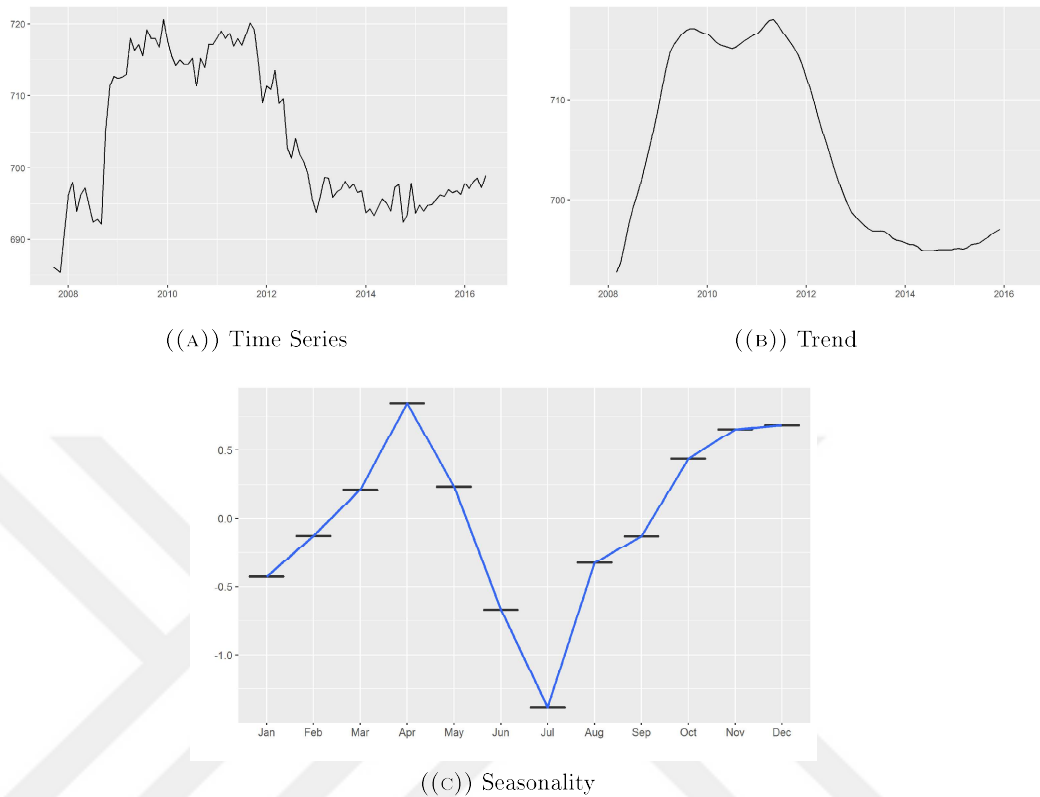 720
710
700
690
2008 2010 2012 2014 2016
((A)) Time Series
710
700
2008 2010 2012 2014 2016
((B)) Trend
0.5
0.0
-0.5
-1.0
Jan Feb Mar Apr May Jun Jul Aug Sep Oct Nov Dec
((C)) Seasonality